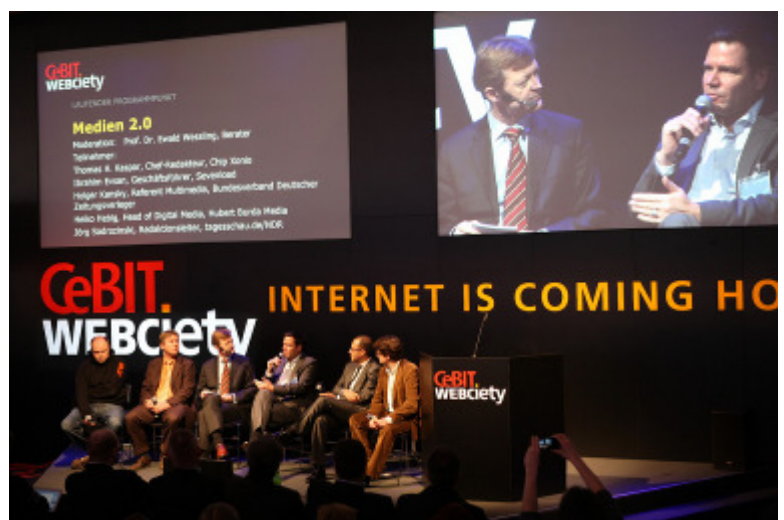 CeBIT.
WEBciety
LAUFENDER PROGRAMMPUNKT
Medien 2.0
Moderation: Prof. Dr. Ewald Wessling, Berater
Teilnehmer:
Thomas R. Kaspar, Chef-Redakteur, Chip Xonio
Ibrahim Evsan, Geschäftsführer, Sevenload
Holger Kansky, Referent Multimedia, Bundesverband Deutscher
Zeitungsverleger
Heiko Hebig, Head of Digital Media, Hubert Burda Media
Jörg Sadrozinski, Redaktionsleiter, tagesschau.de/NDR
CeBIT.
WEBciety
INTERNET IS COMING HO
CeBIT.
WEBciety